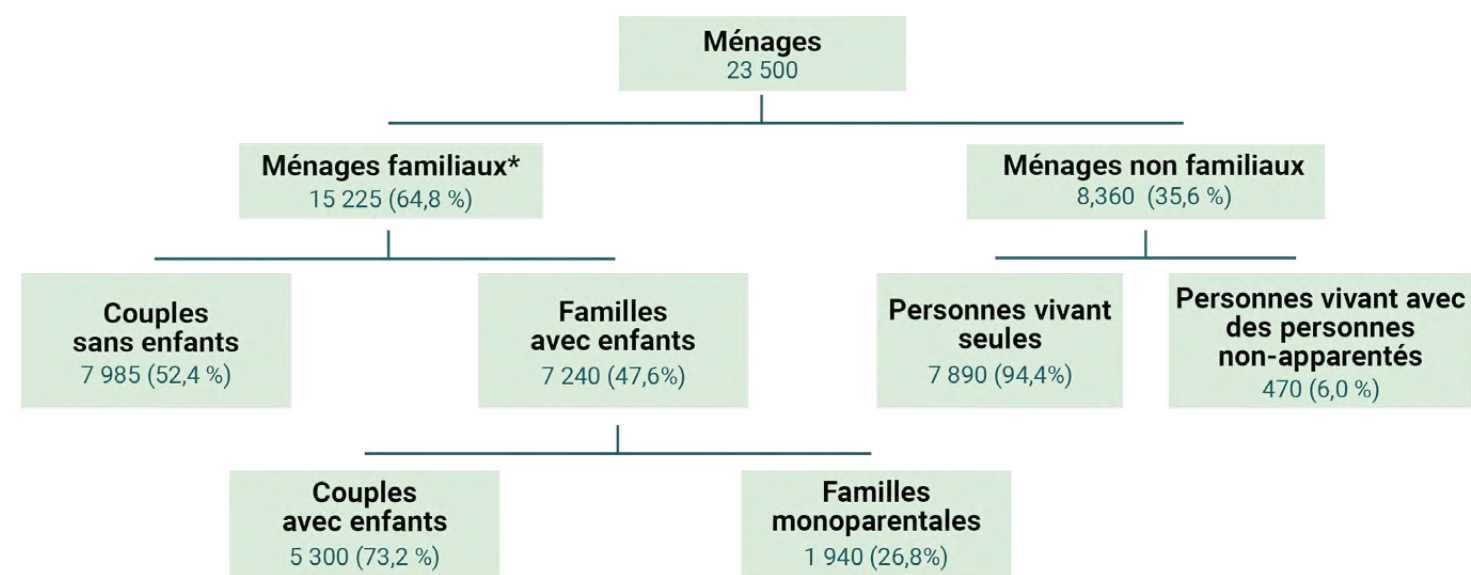 Ménages
23 500
Ménages familiaux*
15 225 (64,8 %)
Ménages non familiaux
8,360 (35,6 %)
Couples
sans enfants
7 985 (52,4 %)
Familles
avec enfants
7 240 (47,6%)
Personnes vivant
seules
7 890 (94,4%)
Personnes vivant avec
des personnes
non-apparentés
470 (6,0 %)
Couples
avec enfants
5 300 (73,2 %)
Familles
monoparentales
1 940 (26,8%)